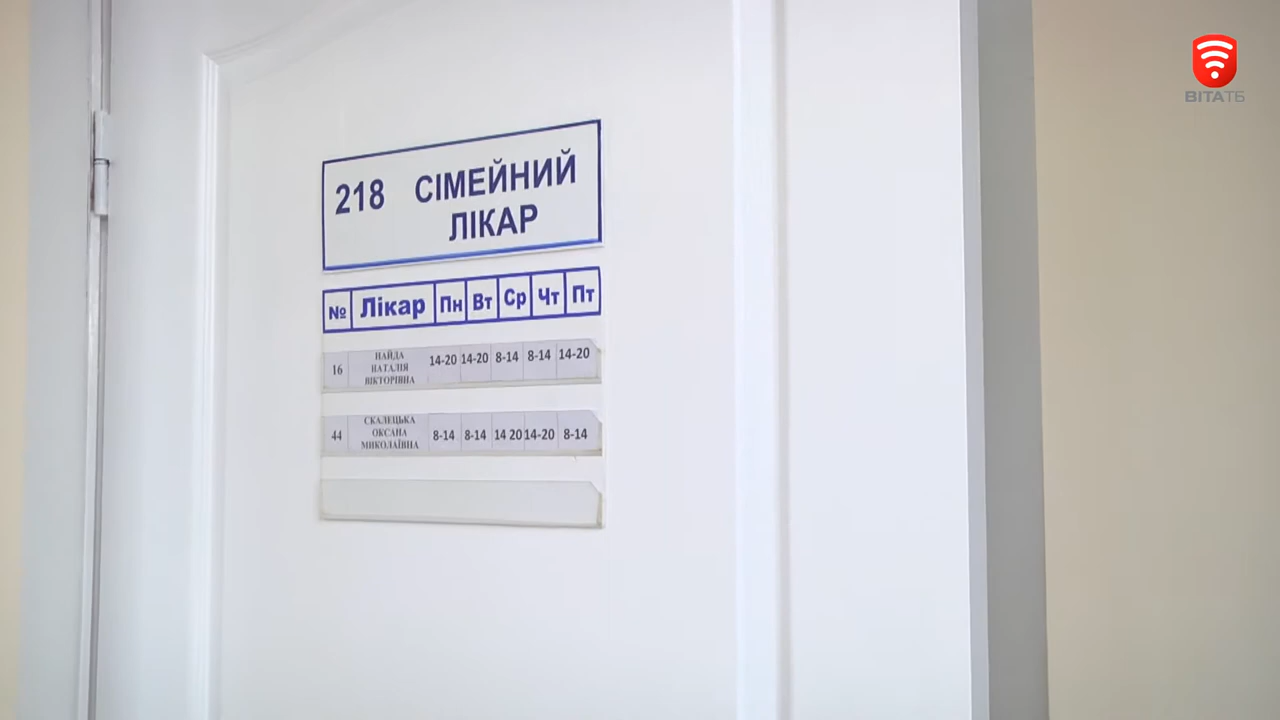 ВІТАТБ
218 СІМЕЙНИЙ
ЛІКАР
№ Лікар Пн Вт Ср Чт Пт
НАЙДА
16 НАТАЛІЯ 14-20 14-20 8-14 8-14 14-20
ВІКТОРІВНА
СКАЛЕЦЬКА
44 ОКСАНА 8-14 8-14 14 20 14-20 8-14
МИКОЛАЇВНА